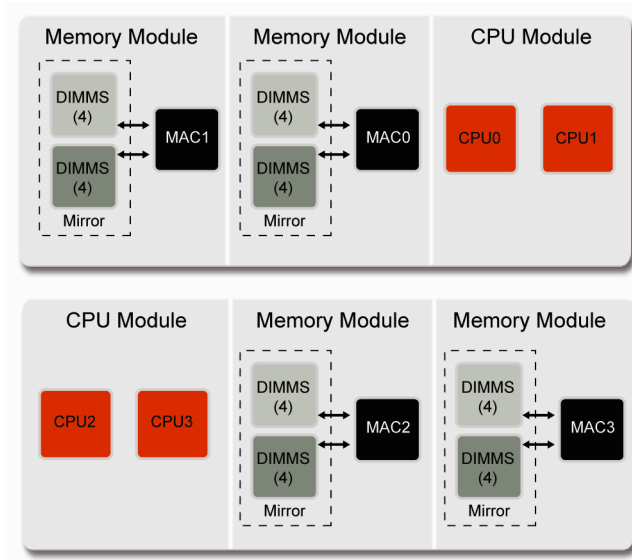 Memory Module
Memory Module
CPU Module
DIMMS
(4)
DIMMS
(4)
MAC1
Mirror
DIMMS
(4)
DIMMS
(4)
MAC0
Mirror
CPU0
CPU1
CPU Module
Memory Module
Memory Module
CPU2
CPU3
DIMMS
(4)
DIMMS
(4)
MAC2
Mirror
DIMMS
(4)
DIMMS
(4)
MAC3
Mirror